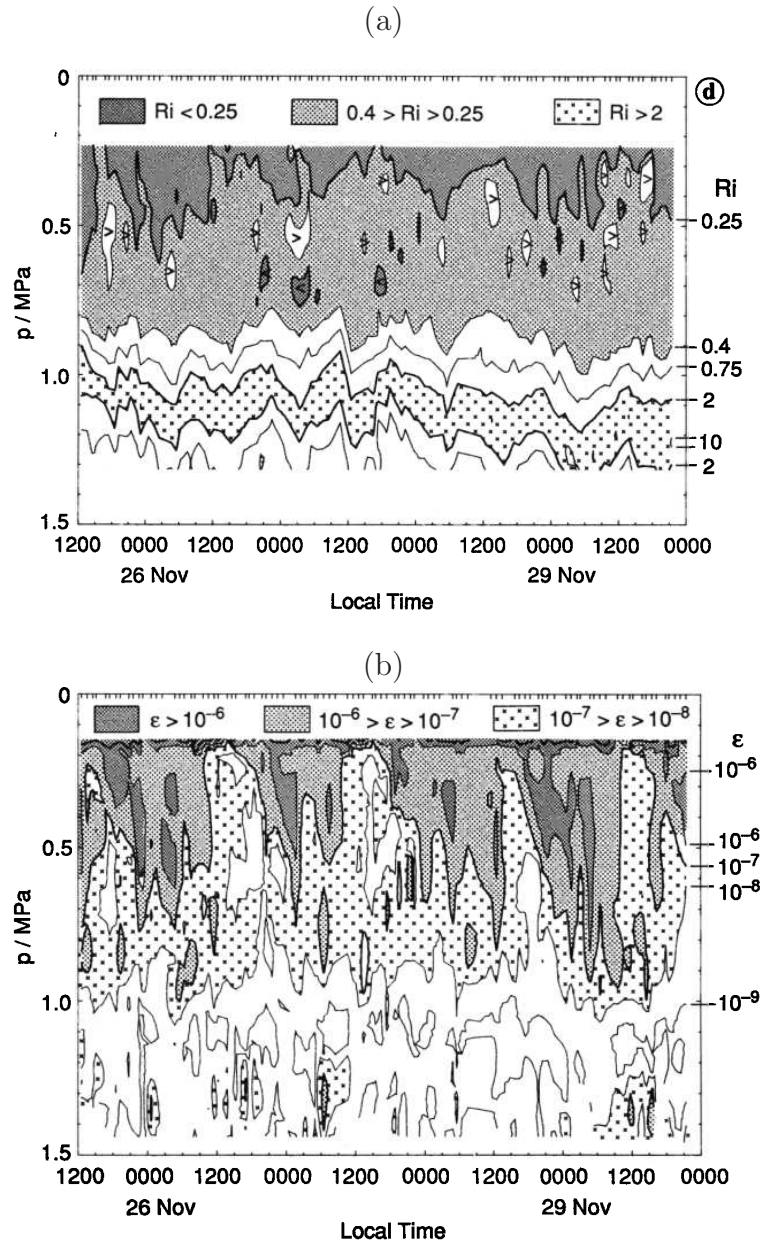 (a)
0
Ri < 0.25
0.4 > Ri > 0.25
Ri > 2
d
Ri
0.5
0.25
p / MPa
0.4
1.0
0.75
2
10
2
1.5
1200 0000 1200 0000 1200 0000 1200 0000 1200 0000
26 Nov 29 Nov
Local Time
(b)
0
ε > 10⁻⁶
10⁻⁶ > ε > 10⁻⁷
10⁻⁷ > ε > 10⁻⁸
ε
10⁻⁶
0.5
10⁻⁶
10⁻⁷
10⁻⁸
p / MPa
1.0
10⁻⁹
1.5
1200 0000 1200 0000 1200 0000 1200 0000 1200 0000
26 Nov 29 Nov
Local Time